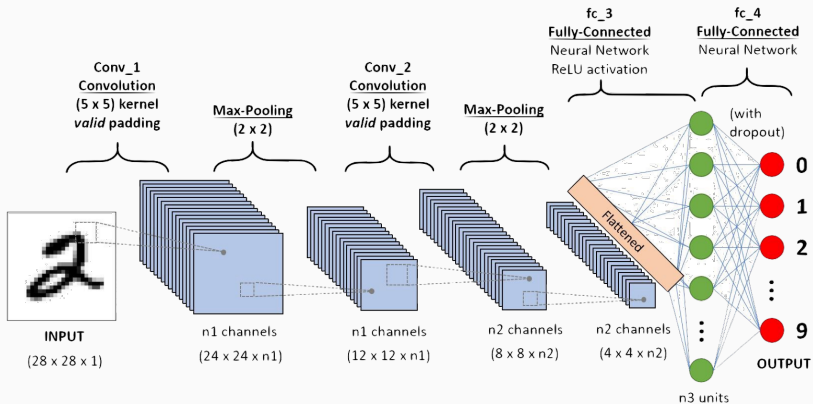 fc_3
Fully-Connected
Neural Network
ReLU activation
fc_4
Fully-Connected
Neural Network
Conv_1
Convolution
(5 x 5) kernel
valid padding
Max-Pooling
(2 x 2)
Conv_2
Convolution
(5 x 5) kernel
valid padding
Max-Pooling
(2 x 2)
(with
dropout)
Flattened
0
1
2
9
OUTPUT
INPUT
(28 x 28 x 1)
n1 channels
(24 x 24 x n1)
n1 channels
(12 x 12 x n1)
n2 channels
(8 x 8 x n2)
n2 channels
(4 x 4 x n2)
n3 units
2